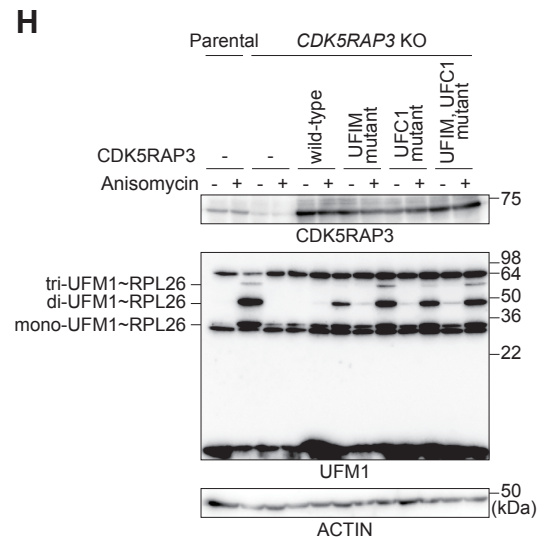 H
Parental CDK5RAP3 KO
CDK5RAP3 - - wild-type UFIM mutant UFC1 mutant UFIM, UFC1 mutant
Anisomycin - + - + - + - + - + - +
75
CDK5RAP3
98
64
tri-UFM1~RPL26
50
di-UFM1~RPL26
36
mono-UFM1~RPL26
22
UFM1
50
(kDa)
ACTIN